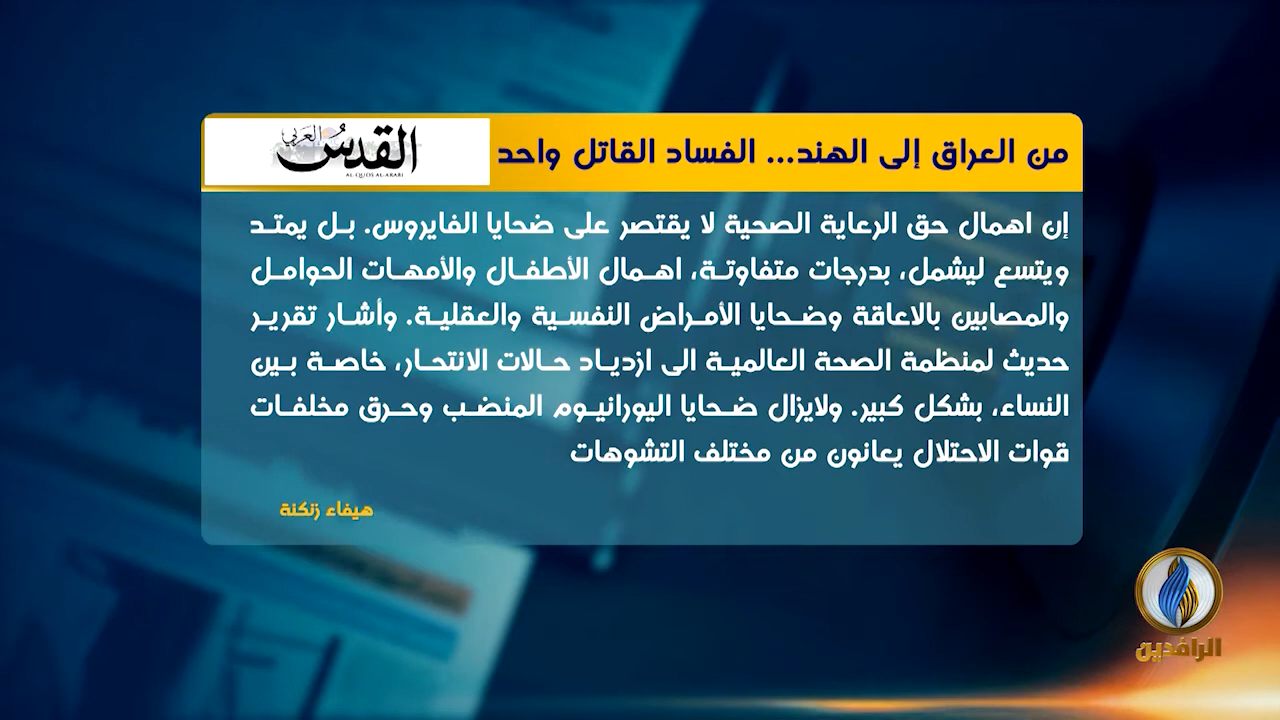 من العراق إلى الهند... الفساد القاتل واحد
القدس العربي
AL-QUDS AL-ARABI
إن اهمال حق الرعاية الصحية لا يقتصر على ضحايا الفايروس. بل يمتد
ويتسع ليشمل، بدرجات متفاوتة، اهمال الأطفال والأمهات الحوامل
والمصابين بالاعاقة وضحايا الأمراض النفسية والعقلية. وأشار تقرير
حديث لمنظمة الصحة العالمية الى ازدياد حالات الانتحار، خاصة بين
النساء، بشكل كبير. ولايزال ضحايا اليورانيوم المنضب وحرق مخلفات
قوات الاحتلال يعانون من مختلف التشوهات
هيفاء زنكنة
الرافدين